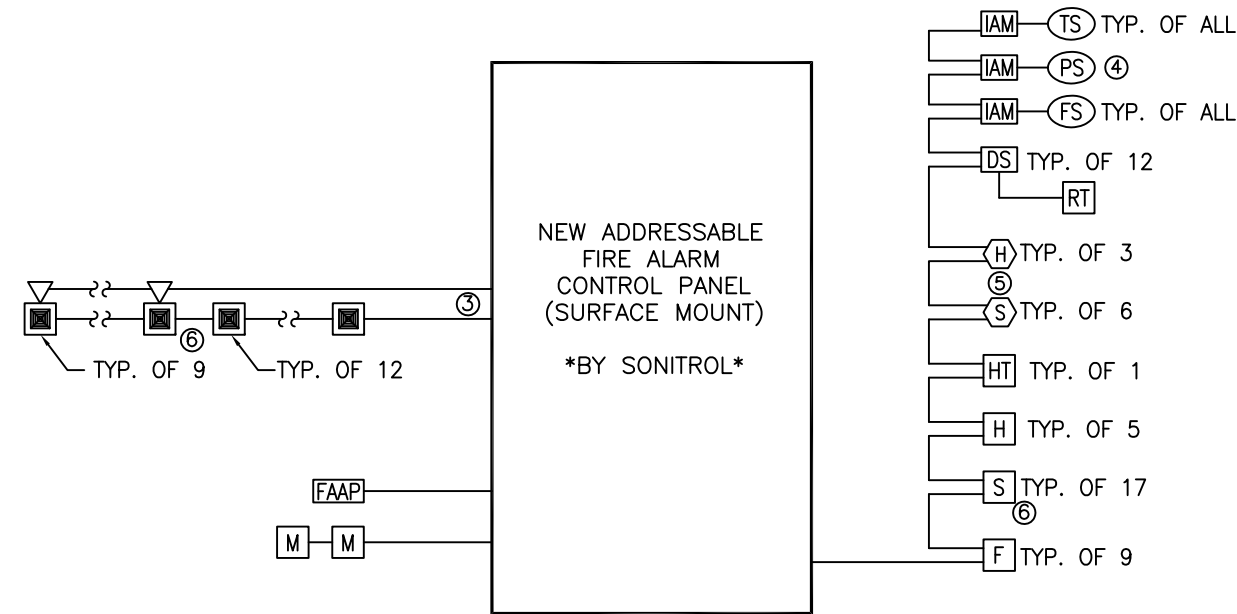 IAM TS TYP. OF ALL
IAM PS ④
IAM FS TYP. OF ALL
DS TYP. OF 12
RT
H TYP. OF 3
⑤
S TYP. OF 6
HT TYP. OF 1
H TYP. OF 5
S TYP. OF 17
⑥
F TYP. OF 9
NEW ADDRESSABLE
FIRE ALARM
CONTROL PANEL
(SURFACE MOUNT)
*BY SONITROL*
③
⑥
TYP. OF 9
TYP. OF 12
FAAP
M M